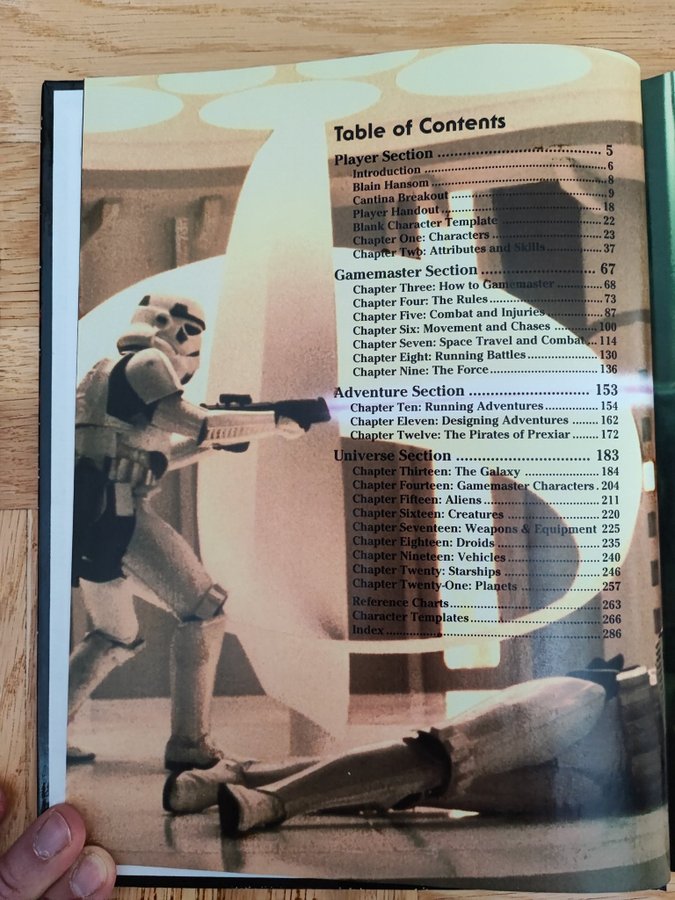 Table of Contents
Player Section ........................................ 5
Introduction ........................................ 6
Blain Hansom ........................................ 8
Cantina Breakout ........................................ 9
Player Handout ........................................ 18
Blank Character Template ........................................ 22
Chapter One: Characters ........................................ 23
Chapter Two: Attributes and Skills ........................................ 37
Gamemaster Section ........................................ 67
Chapter Three: How to Gamemaster ........................................ 68
Chapter Four: The Rules ........................................ 73
Chapter Five: Combat and Injuries ........................................ 87
Chapter Six: Movement and Chases ........................................ 100
Chapter Seven: Space Travel and Combat ... 114
Chapter Eight: Running Battles ........................................ 130
Chapter Nine: The Force ........................................ 136
Adventure Section ........................................ 153
Chapter Ten: Running Adventures ........................................ 154
Chapter Eleven: Designing Adventures ........................................ 162
Chapter Twelve: The Pirates of Prexiar ........ 172
Universe Section ........................................ 183
Chapter Thirteen: The Galaxy ........................................ 184
Chapter Fourteen: Gamemaster Characters . 204
Chapter Fifteen: Aliens ........................................ 211
Chapter Sixteen: Creatures ........................................ 220
Chapter Seventeen: Weapons & Equipment 225
Chapter Eighteen: Droids ........................................ 235
Chapter Nineteen: Vehicles ........................................ 240
Chapter Twenty: Starships ........................................ 246
Chapter Twenty-One: Planets ........................................ 257
Reference Charts ........................................ 263
Character Templates ........................................ 266
Index ........................................ 286